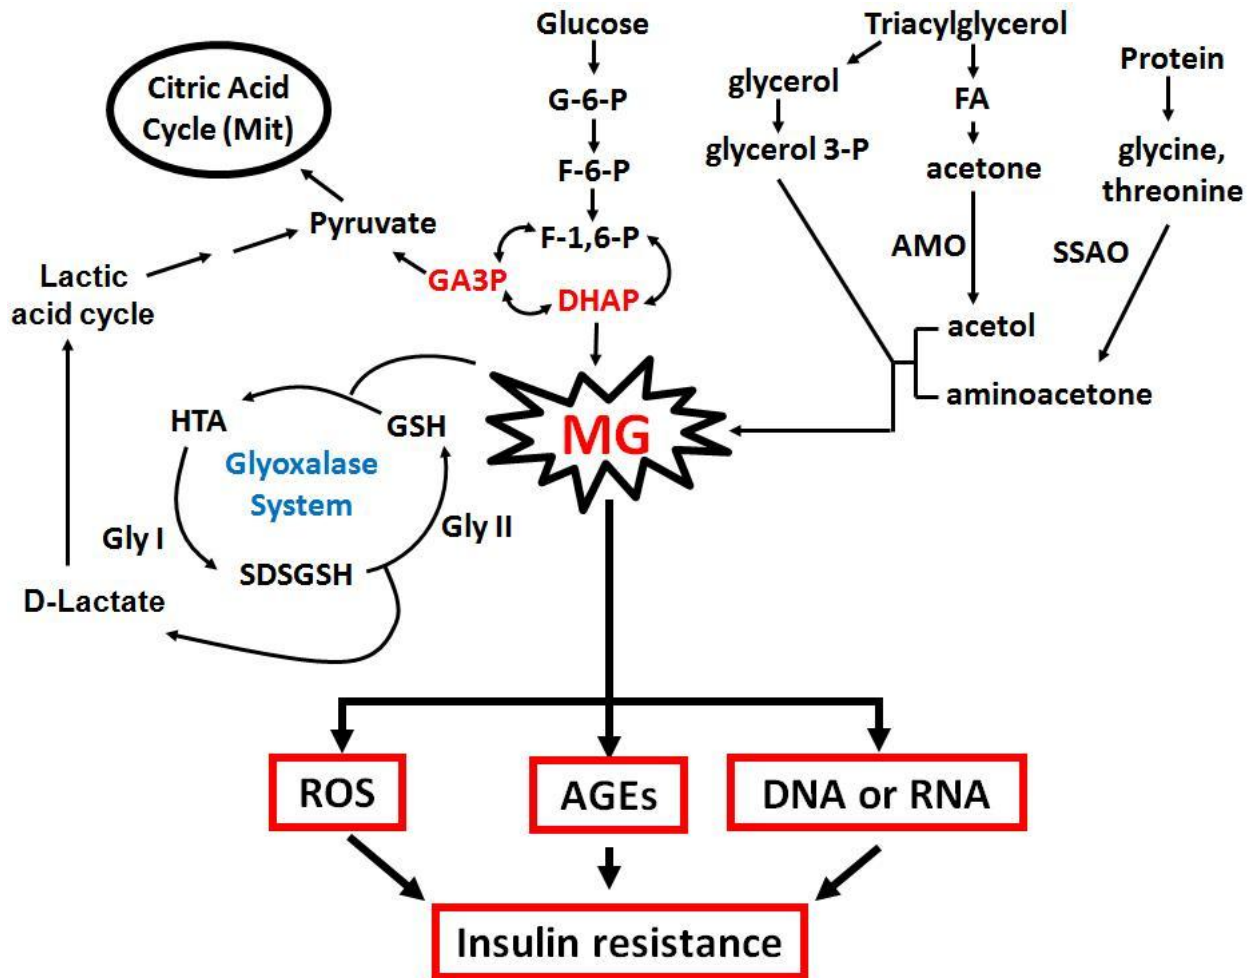 Glucose
G-6-P
F-6-P
F-1,6-P
GA3P
DHAP
Triacylglycerol
glycerol
glycerol 3-P
FA
acetone
AMO
acetol
aminoacetone
Protein
glycine,
threonine
SSAO
Citric Acid
Cycle (Mit)
Pyruvate
Lactic
acid cycle
D-Lactate
HTA
GSH
Glyoxalase
System
Gly I
Gly II
SDSGSH
MG
ROS
AGEs
DNA or RNA
Insulin resistance